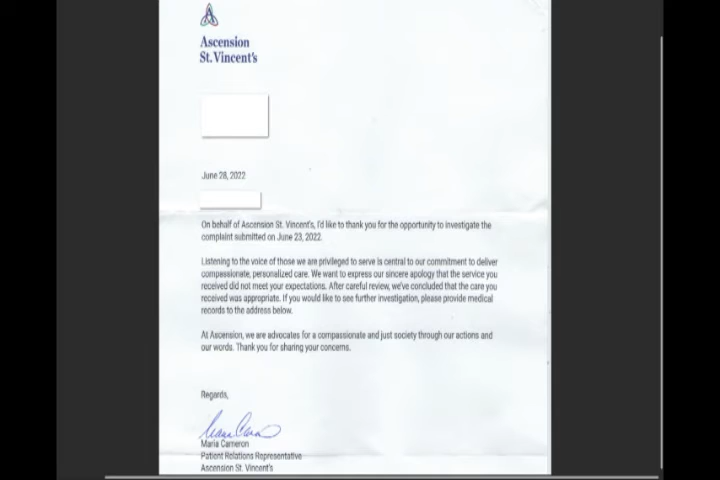 Ascension
St. Vincent's
June 28, 2022
On behalf of Ascension St. Vincent's, I'd like to thank you for the opportunity to investigate the
complaint submitted on June 23, 2022.
Listening to the voice of those we are privileged to serve is central to our commitment to deliver
compassionate, personalized care. We want to express our sincere apology that the service you
received did not meet your expectations. After careful review, we've concluded that the care you
received was appropriate. If you would like to see further investigation, please provide medical
records to the address below.
At Ascension, we are advocates for a compassionate and just society through our actions and
our words. Thank you for sharing your concerns.
Regards,
Maria Cameron
Patient Relations Representative
Ascension St. Vincent's